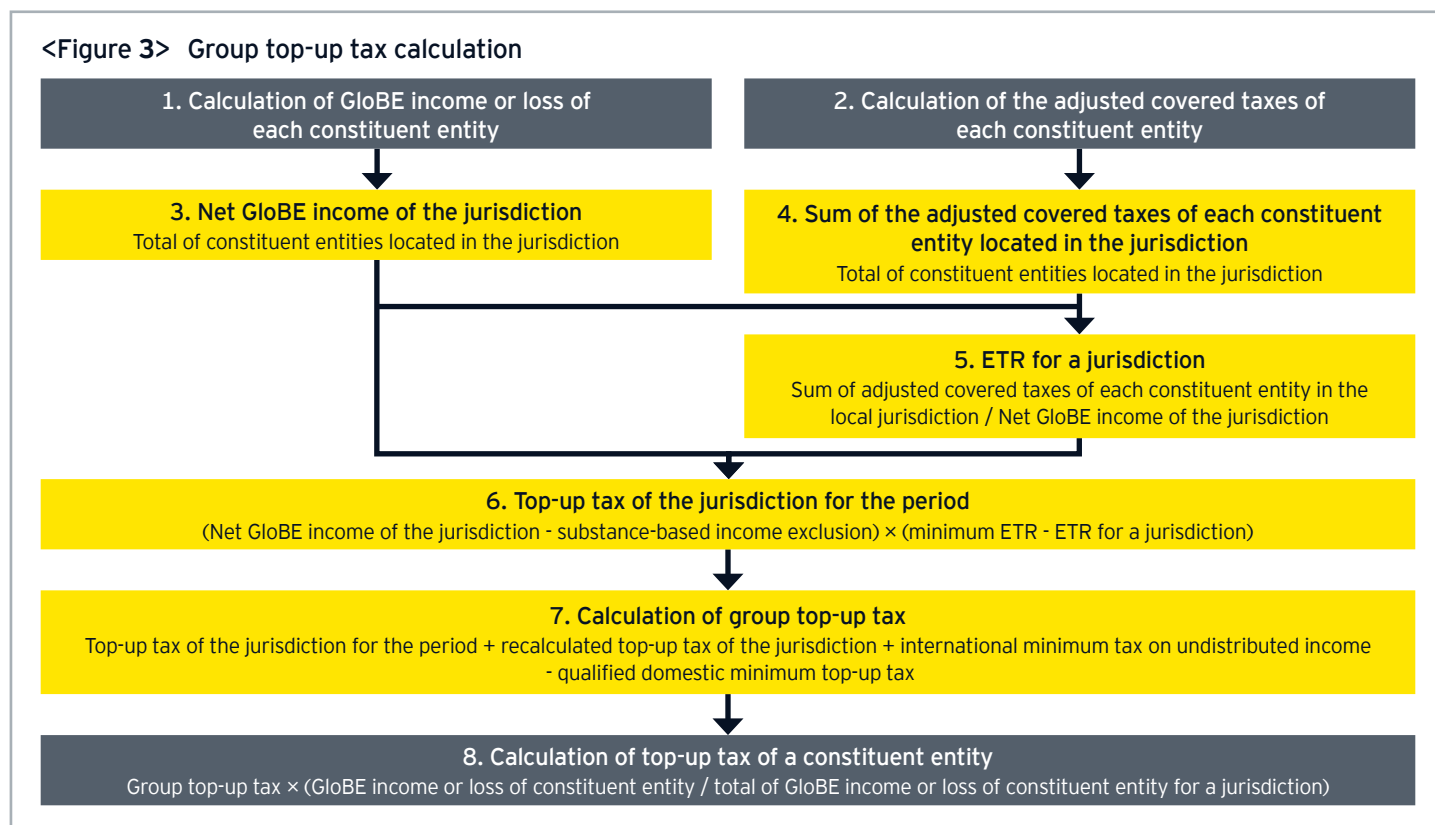 <Figure 3> Group top-up tax calculation
1. Calculation of GloBE income or loss of
each constituent entity
2. Calculation of the adjusted covered taxes of
each constituent entity
3. Net GloBE income of the jurisdiction
Total of constituent entities located in the jurisdiction
4. Sum of the adjusted covered taxes of each constituent
entity located in the jurisdiction
Total of constituent entities located in the jurisdiction
5. ETR for a jurisdiction
Sum of adjusted covered taxes of each constituent entity in the
local jurisdiction / Net GloBE income of the jurisdiction
6. Top-up tax of the jurisdiction for the period
(Net GloBE income of the jurisdiction - substance-based income exclusion) × (minimum ETR - ETR for a jurisdiction)
7. Calculation of group top-up tax
Top-up tax of the jurisdiction for the period + recalculated top-up tax of the jurisdiction + international minimum tax on undistributed income
- qualified domestic minimum top-up tax
8. Calculation of top-up tax of a constituent entity
Group top-up tax × (GloBE income or loss of constituent entity / total of GloBE income or loss of constituent entity for a jurisdiction)